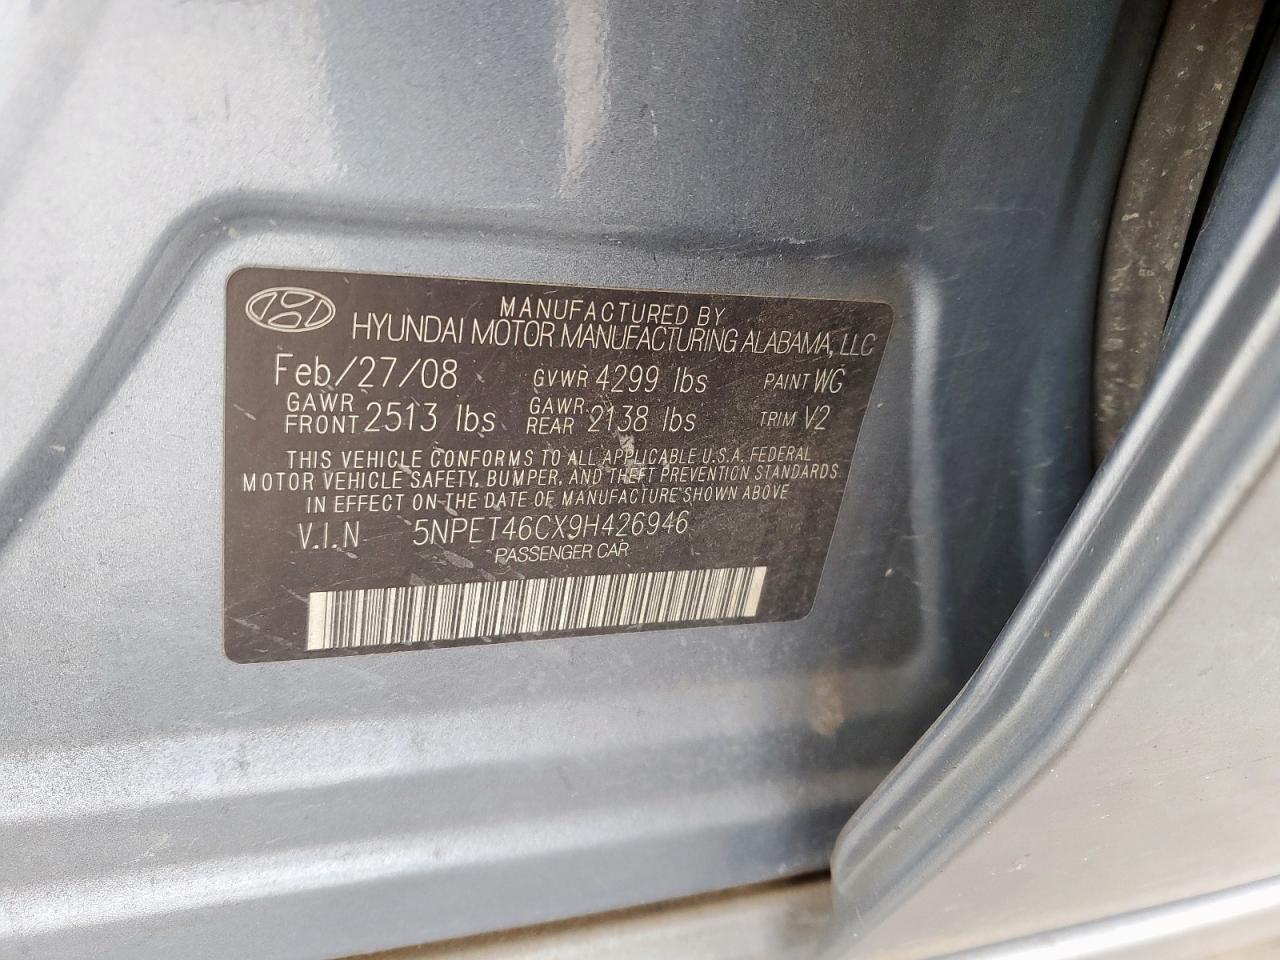 MANUFACTURED BY
HYUNDAI MOTOR MANUFACTURING ALABAMA, LLC
Feb/27/08 GVWR 4299 lbs PAINT WG
GAWR FRONT 2513 lbs GAWR REAR 2138 lbs TRIM V2
THIS VEHICLE CONFORMS TO ALL APPLICABLE U.S.A. FEDERAL
MOTOR VEHICLE SAFETY, BUMPER, AND THEFT PREVENTION STANDARDS
IN EFFECT ON THE DATE OF MANUFACTURE SHOWN ABOVE
V.I.N 5NPET46CX9H426946
PASSENGER CAR